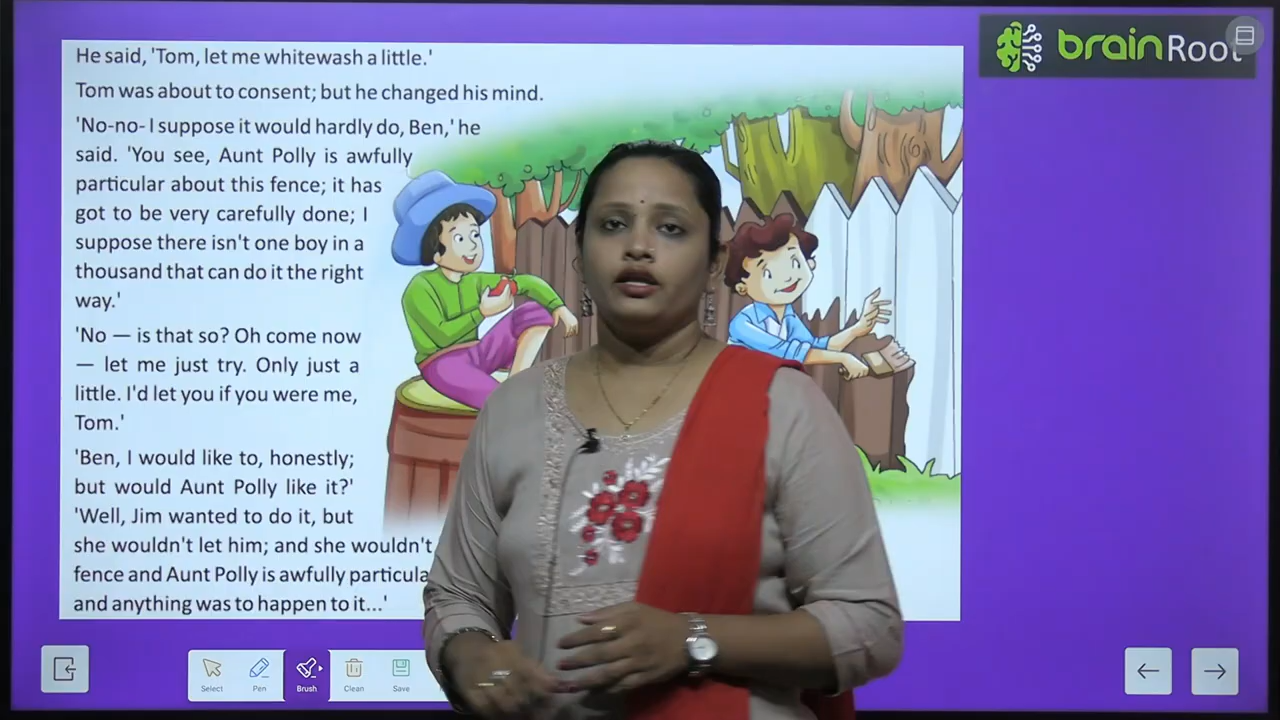 He said, 'Tom, let me whitewash a little.'
Tom was about to consent; but he changed his mind.
'No-no- I suppose it would hardly do, Ben,' he
said. 'You see, Aunt Polly is awfully
particular about this fence; it has
got to be very carefully done; I
suppose there isn't one boy in a
thousand that can do it the right
way.'
'No — is that so? Oh come now
— let me just try. Only just a
little. I'd let you if you were me,
Tom.'
'Ben, I would like to, honestly;
but would Aunt Polly like it?'
'Well, Jim wanted to do it, but
she wouldn't let him; and she wouldn't
fence and Aunt Polly is awfully particula
and anything was to happen to it...'
brainRoot
Select
Pen
Brush
Clean
Save